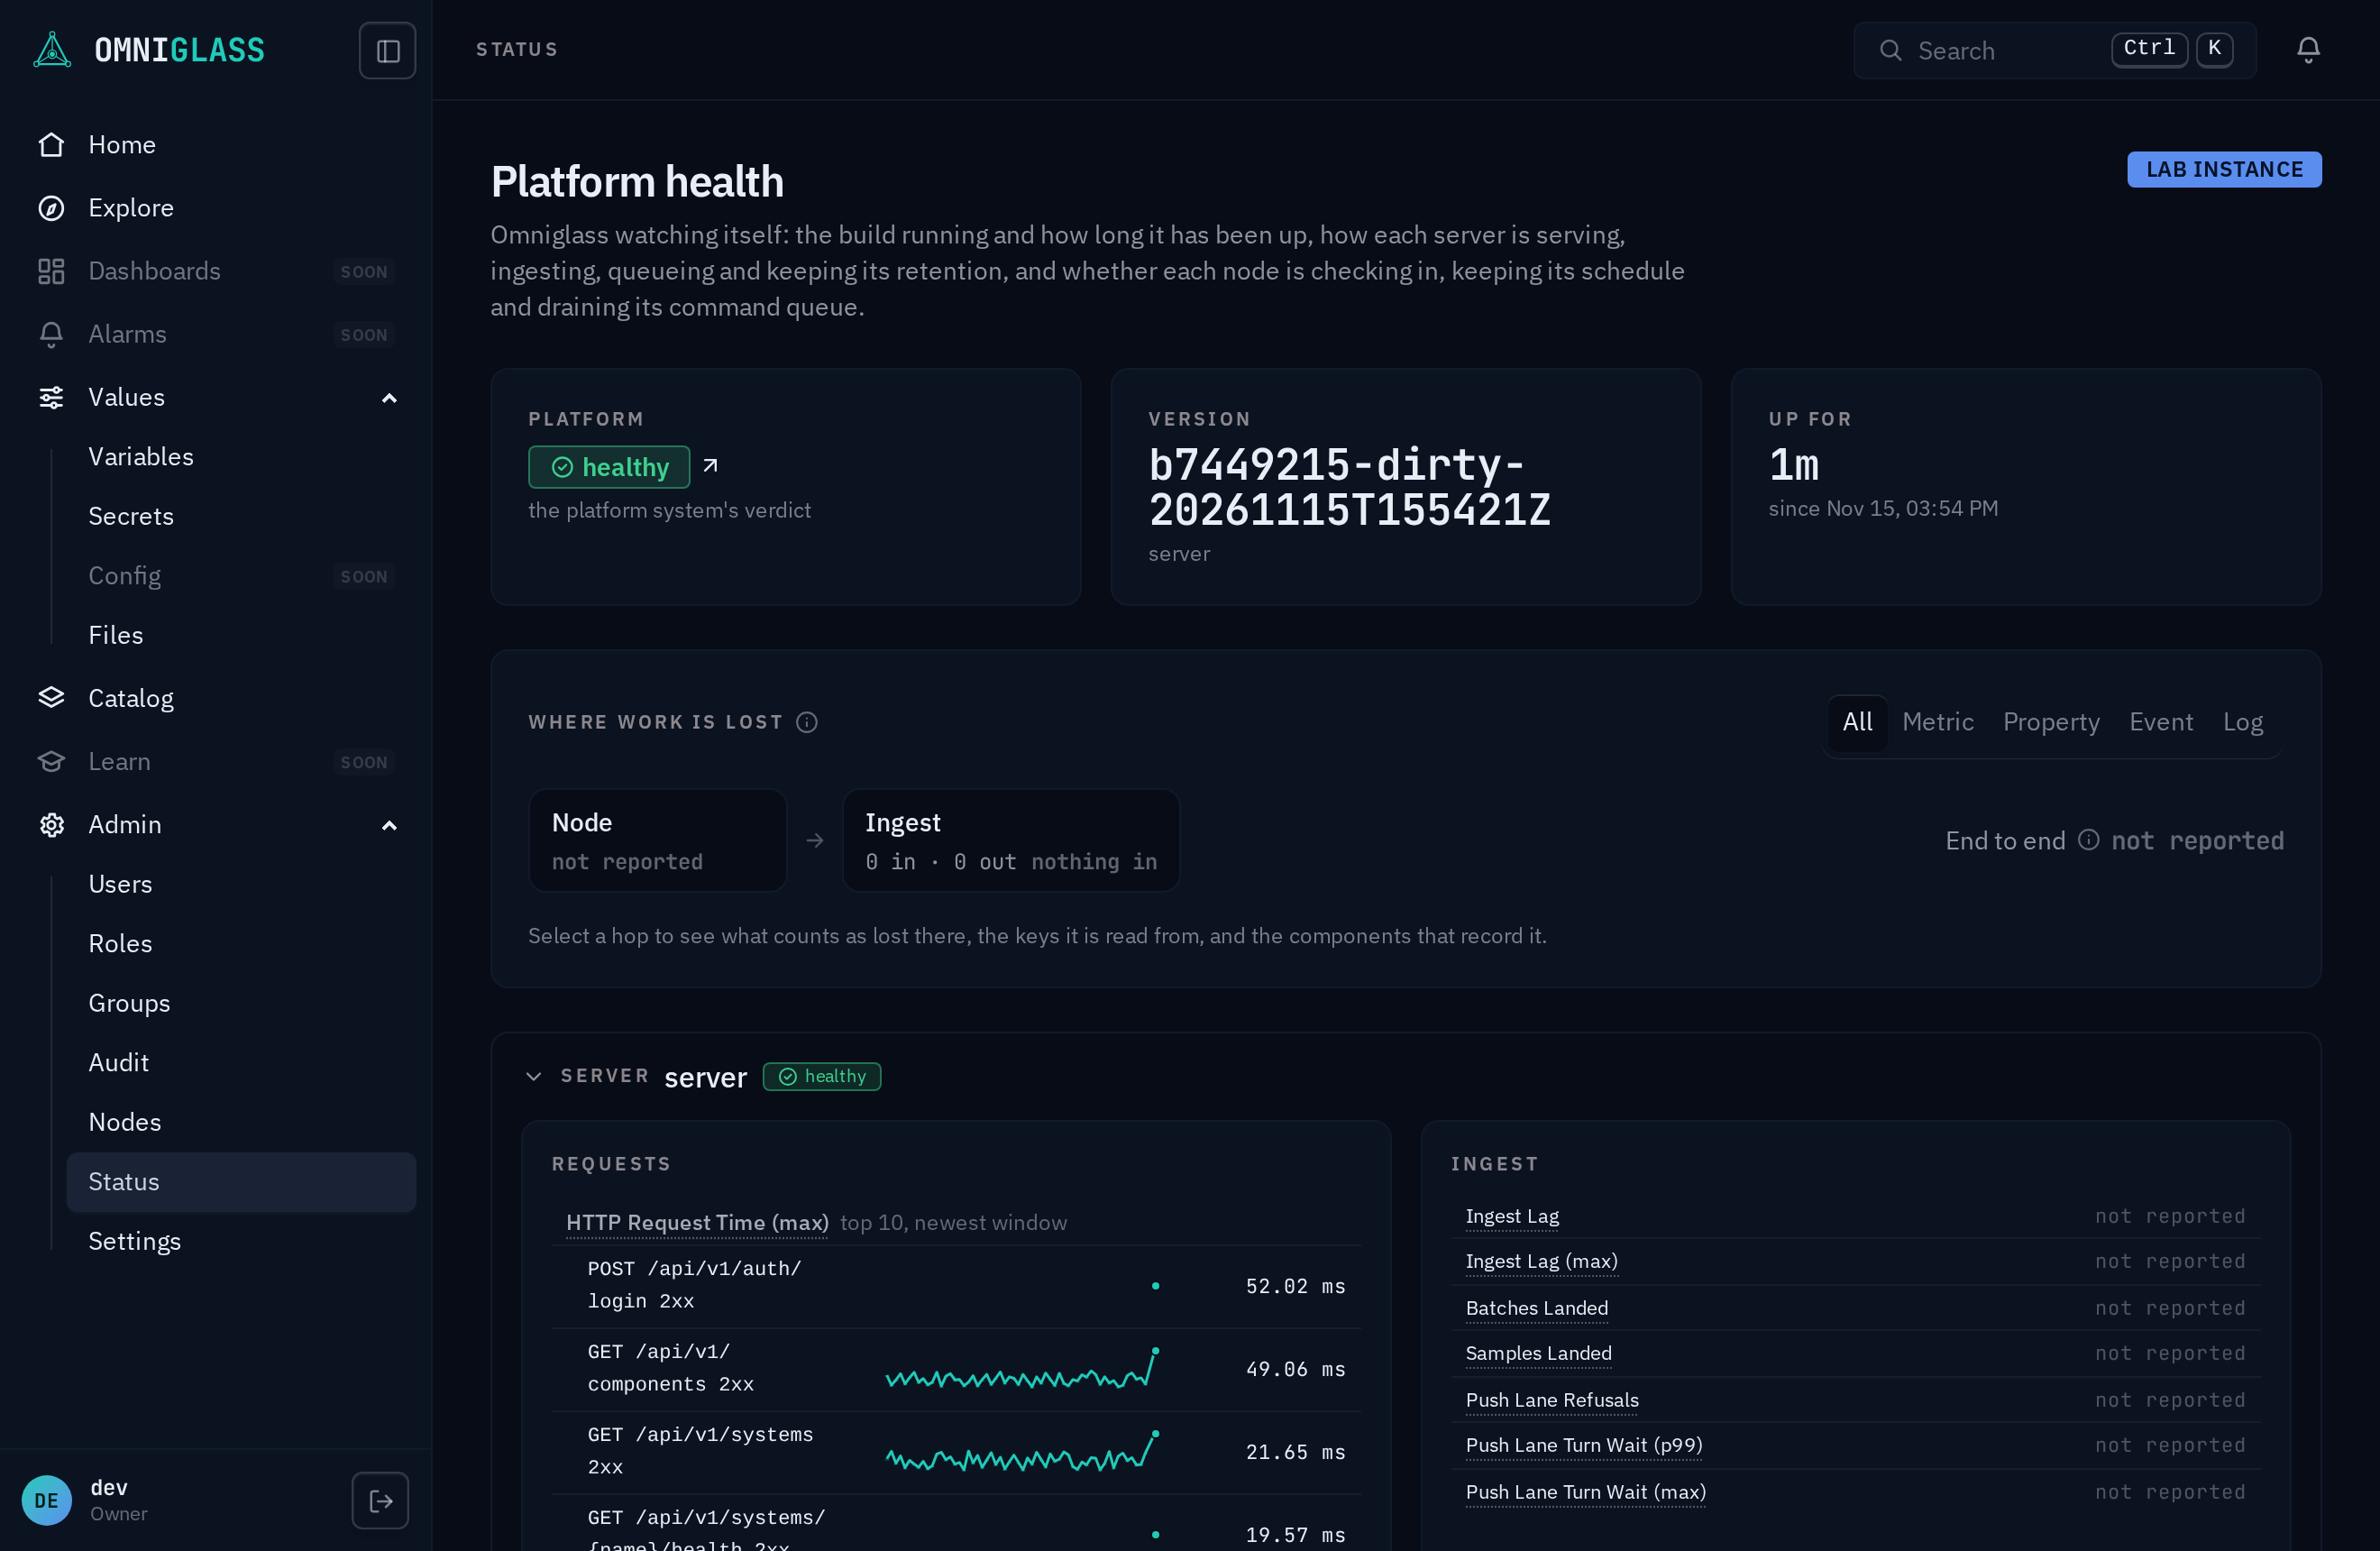 OMNIGLASS
STATUS
Search
Ctrl K
Home
Explore
Dashboards SOON
Alarms SOON
Values
Variables
Secrets
Config SOON
Files
Catalog
Learn SOON
Admin
Users
Roles
Groups
Audit
Nodes
Status
Settings
DE
dev
Owner
Platform health
LAB INSTANCE
Omniglass watching itself: the build running and how long it has been up, how each server is serving,
ingesting, queueing and keeping its retention, and whether each node is checking in, keeping its schedule
and draining its command queue.
PLATFORM
healthy
the platform system's verdict
VERSION
b7449215-dirty-
20261115T155421Z
server
UP FOR
1m
since Nov 15, 03:54 PM
WHERE WORK IS LOST
All Metric Property Event Log
Node
not reported
Ingest
0 in · 0 out nothing in
End to end not reported
Select a hop to see what counts as lost there, the keys it is read from, and the components that record it.
SERVER server healthy
REQUESTS
HTTP Request Time (max) top 10, newest window
POST /api/v1/auth/
login 2xx
52.02 ms
GET /api/v1/
components 2xx
49.06 ms
GET /api/v1/systems
2xx
21.65 ms
GET /api/v1/systems/
{name}/health 2xx
19.57 ms
INGEST
Ingest Lag not reported
Ingest Lag (max) not reported
Batches Landed not reported
Samples Landed not reported
Push Lane Refusals not reported
Push Lane Turn Wait (p99) not reported
Push Lane Turn Wait (max) not reported